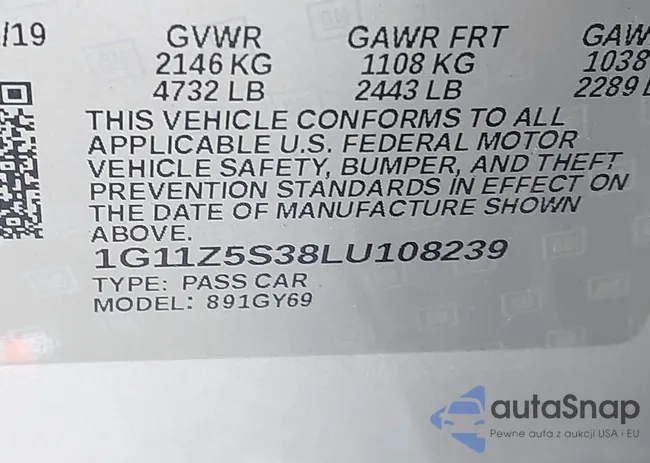 /19 GVWR GAWR FRT GAW
2146 KG 1108 KG 1038
4732 LB 2443 LB 2289 L
THIS VEHICLE CONFORMS TO ALL
APPLICABLE U.S. FEDERAL MOTOR
VEHICLE SAFETY, BUMPER, AND THEFT
PREVENTION STANDARDS IN EFFECT ON
THE DATE OF MANUFACTURE SHOWN
ABOVE.
1G11Z5S38LU108239
TYPE: PASS CAR
MODEL: 891GY69
autaSnap
Pewne auta z aukcji USA i EU